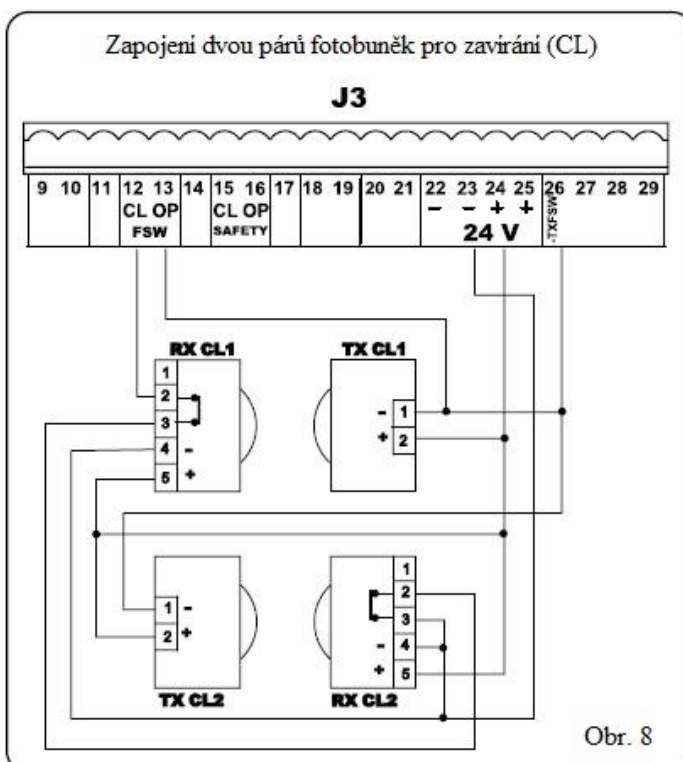 Zapojení dvou párů fotobuněk pro zavírání (CL)
J3
9 10 11 12 13 14 15 16 17 18 19 20 21 22 23 24 25 26 27 28 29
CL OP CL OP - - + + -TXFSW
FSW SAFETY 24 V
RX CL1 TX CL1
1
2
3
4 -
5 +
- 1
+ 2
1 -
2 +
1
2
3
- 4
+ 5
TX CL2 RX CL2
Obr. 8